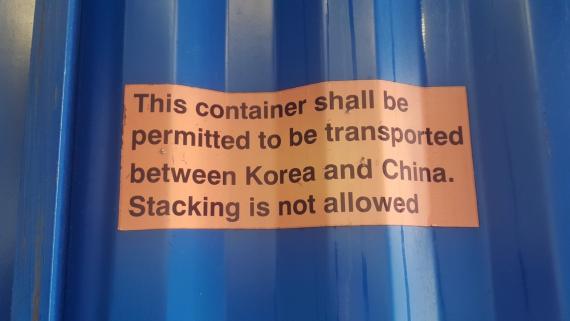 This container shall be
permitted to be transported
between Korea and China.
Stacking is not allowed